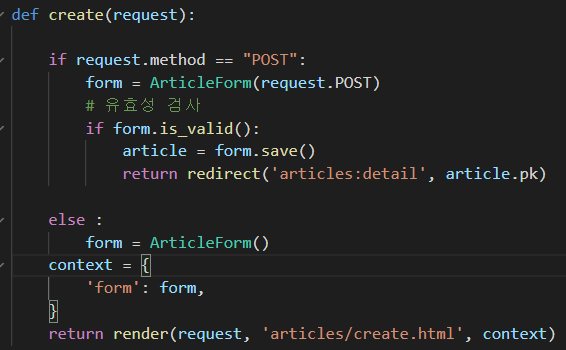 def create(request):
if request.method == "POST":
form = ArticleForm(request.POST)
# 유효성 검사
if form.is_valid():
article = form.save()
return redirect('articles:detail', article.pk)
else :
form = ArticleForm()
context = {
'form': form,
}
return render(request, 'articles/create.html', context)